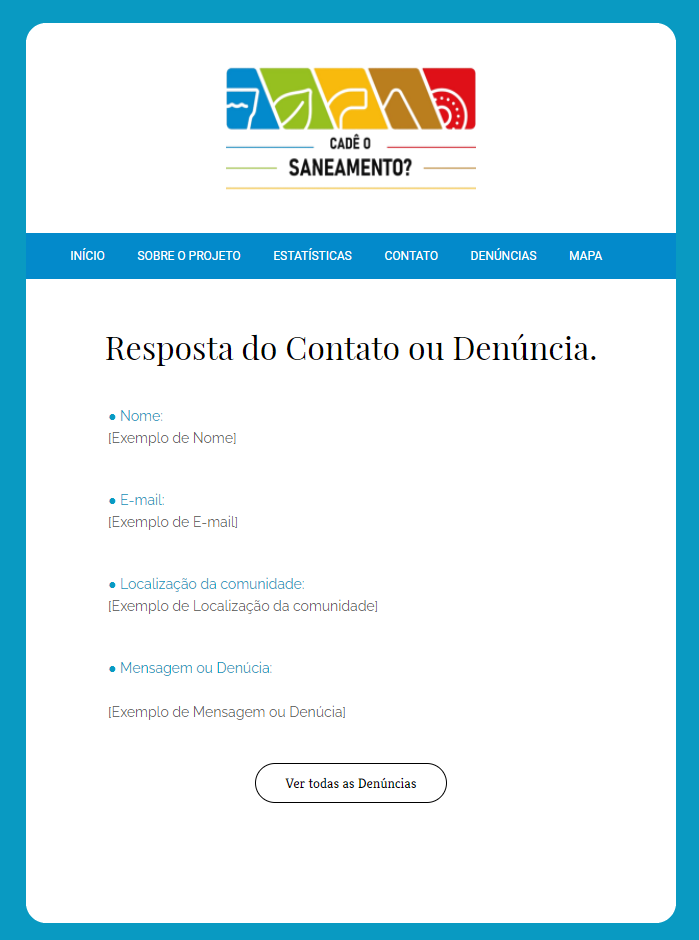 CADÊ O
SANEAMENTO?
INÍCIO SOBRE O PROJETO ESTATÍSTICAS CONTATO DENÚNCIAS MAPA
Resposta do Contato ou Denúncia.
● Nome:
[Exemplo de Nome]
● E-mail:
[Exemplo de E-mail]
● Localização da comunidade:
[Exemplo de Localização da comunidade]
● Mensagem ou Denúcia:
[Exemplo de Mensagem ou Denúcia]
Ver todas as Denúncias